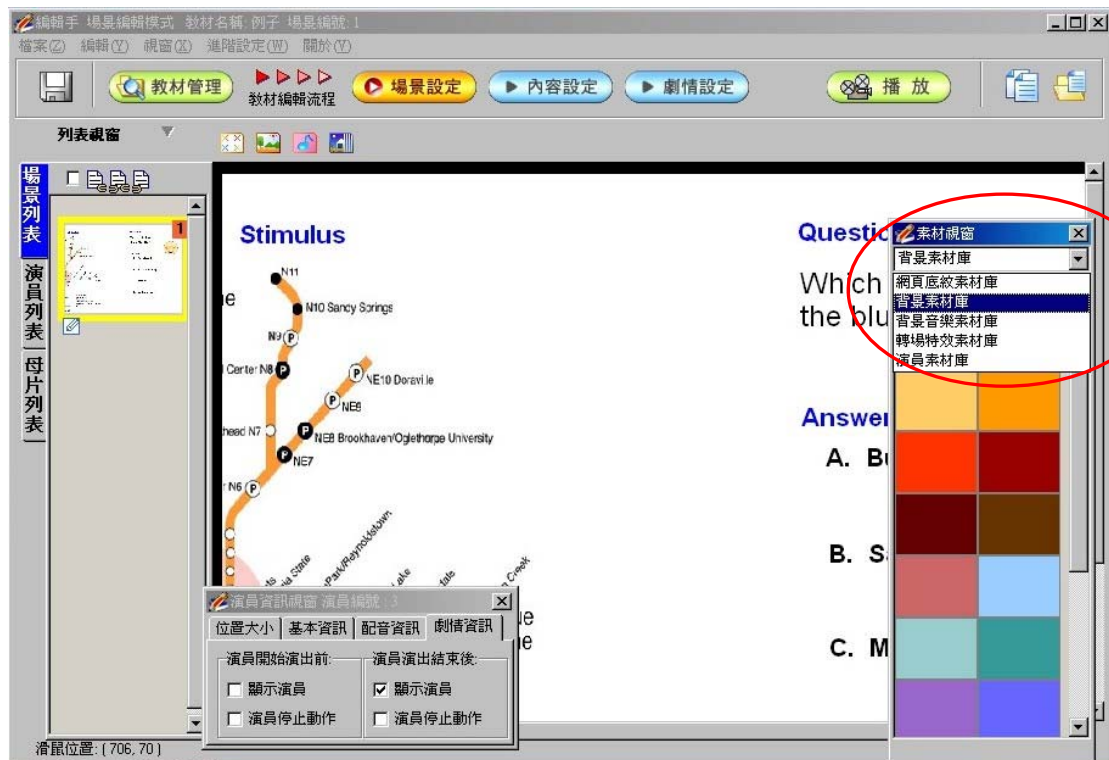 編輯手 場景編輯模式 教材名稱: 例子 場景編號: 1
檔案(Z) 編輯(Y) 視窗(X) 進階設定(W) 關於(V)
教材管理
教材編輯流程
場景設定
內容設定
劇情設定
播放
列表視窗
場景列表
演員列表
母片列表
1
Stimulus
N11
N10 Sandy Springs
N9 P
Center N8 P
P NE10 Doraville
P NE9
head N7
P NE8 Brookhaven/Oglethorpe University
P NE7
N6 P
Park/Reynoldstown
State
Lake
Creek
Which
the blu
Answe
A. B
B. S
C. M
素材視窗
背景素材庫
網頁底紋素材庫
背景素材庫
背景音樂素材庫
轉場特效素材庫
演員素材庫
演員資訊視窗 演員編號: 3
位置大小 基本資訊 配音資訊 劇情資訊
演員開始演出前:
顯示演員
演員停止動作
演員演出結束後:
顯示演員
演員停止動作
滑鼠位置: ( 706, 70 )